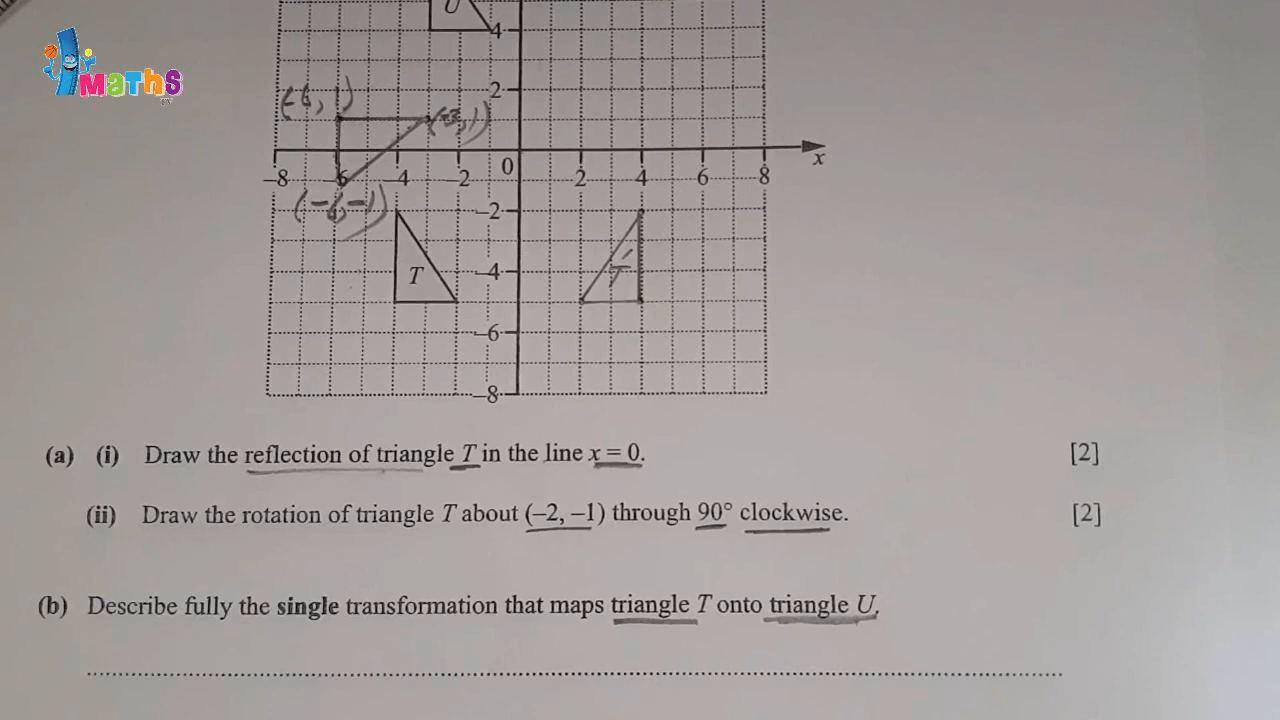 U
4
MaTHS
TV
2
(-6, 1)
(-3, 1)
-8 6 -4 -2 0 2 4 6 8 x
(-6, -1)
-2
T -4 T'
-6
-8
(a) (i) Draw the reflection of triangle T in the line x = 0. [2]
(ii) Draw the rotation of triangle T about (–2, –1) through 90° clockwise. [2]
(b) Describe fully the single transformation that maps triangle T onto triangle U.